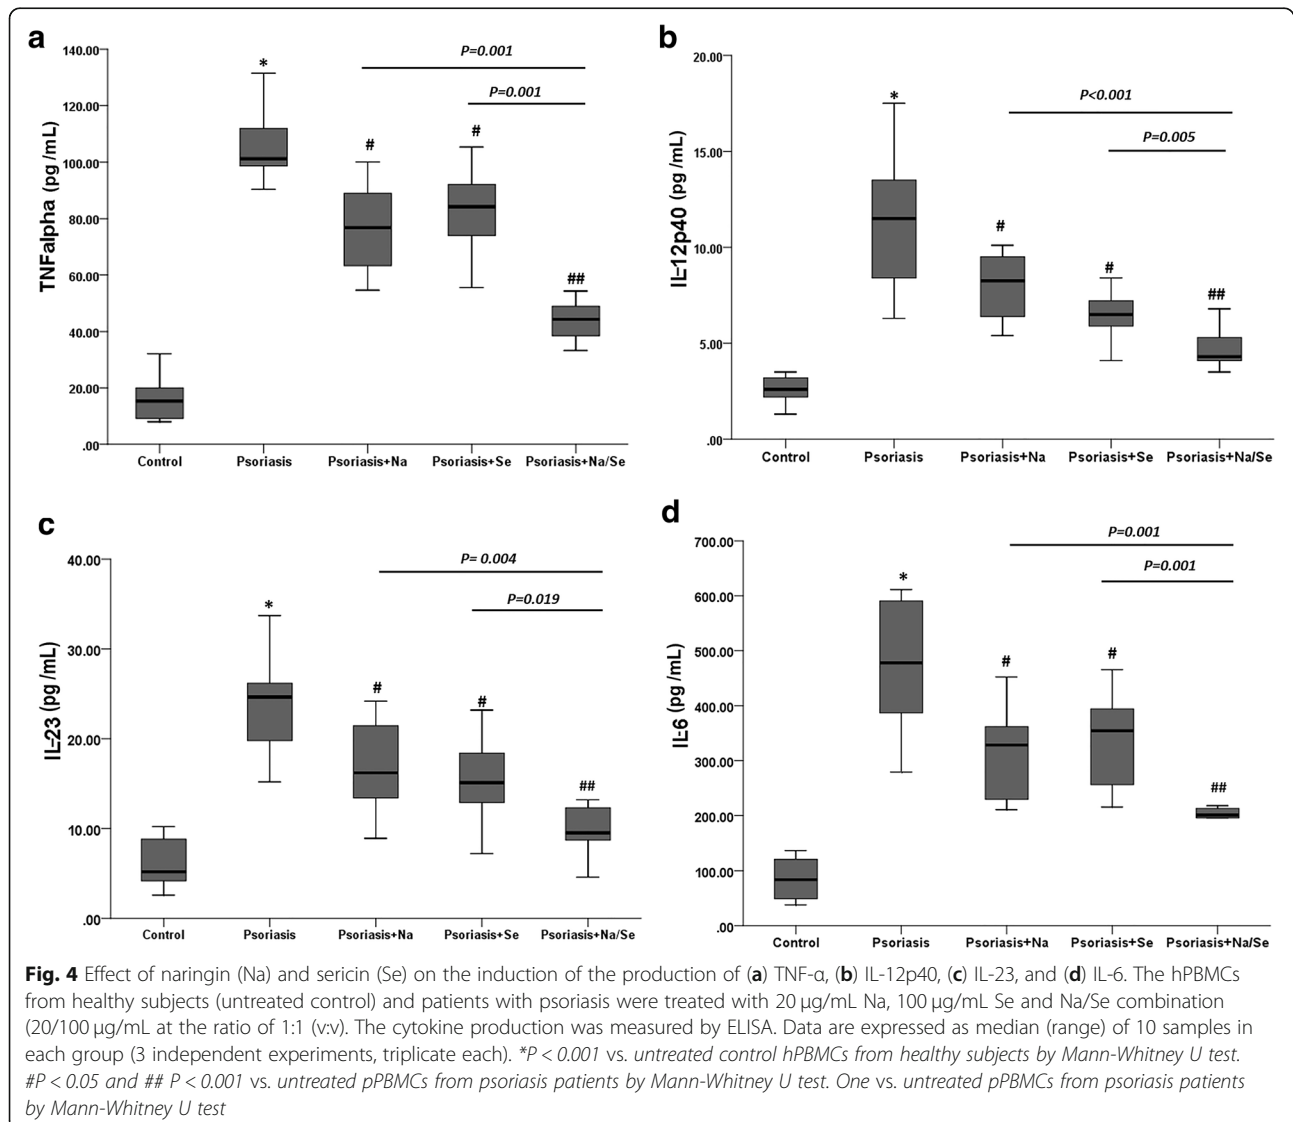 a
140.00
120.00
100.00
80.00
60.00
40.00
20.00
.00
TNFalpha (pg /mL)
*
#
#
##
P=0.001
P=0.001
Control Psoriasis Psoriasis+Na Psoriasis+Se Psoriasis+Na/Se
b
20.00
15.00
10.00
5.00
.00
IL-12p40 (pg /mL)
*
#
#
##
P<0.001
P=0.005
Control Psoriasis Psoriasis+Na Psoriasis+Se Psoriasis+Na/Se
c
40.00
30.00
20.00
10.00
.00
IL-23 (pg /mL)
*
#
#
##
P= 0.004
P=0.019
Control Psoriasis Psoriasis+Na Psoriasis+Se Psoriasis+Na/Se
d
700.00
600.00
500.00
400.00
300.00
200.00
100.00
.00
IL-6 (pg /mL)
*
#
#
##
P=0.001
P=0.001
Control Psoriasis Psoriasis+Na Psoriasis+Se Psoriasis+Na/Se
Fig. 4 Effect of naringin (Na) and sericin (Se) on the induction of the production of (a) TNF-α, (b) IL-12p40, (c) IL-23, and (d) IL-6. The hPBMCs
from healthy subjects (untreated control) and patients with psoriasis were treated with 20 μg/mL Na, 100 μg/mL Se and Na/Se combination
(20/100 μg/mL at the ratio of 1:1 (v:v). The cytokine production was measured by ELISA. Data are expressed as median (range) of 10 samples in
each group (3 independent experiments, triplicate each). *P < 0.001 vs. untreated control hPBMCs from healthy subjects by Mann-Whitney U test.
#P < 0.05 and ## P < 0.001 vs. untreated pPBMCs from psoriasis patients by Mann-Whitney U test. One vs. untreated pPBMCs from psoriasis patients
by Mann-Whitney U test